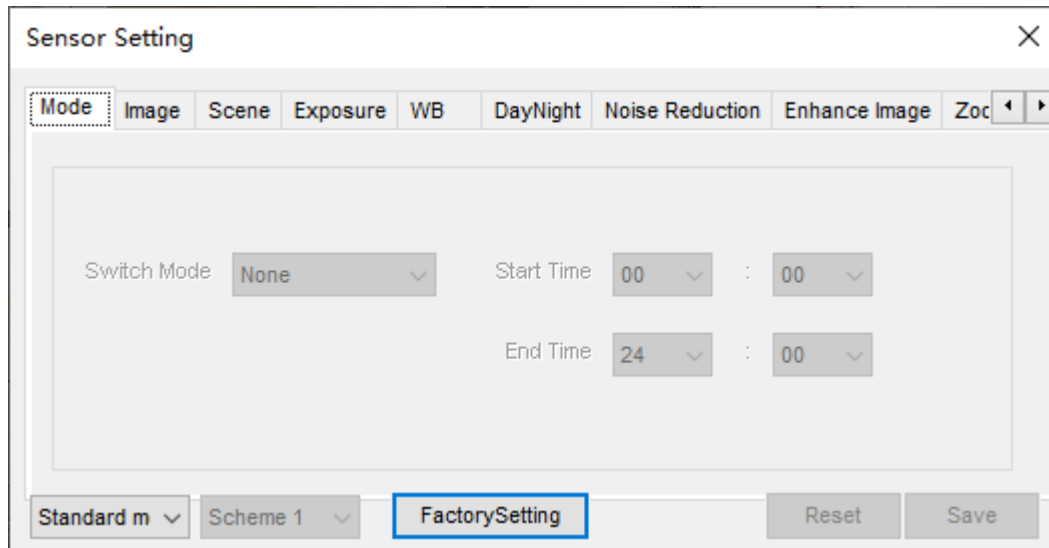 Sensor Setting
Mode Image Scene Exposure WB DayNight Noise Reduction Enhance Image Zoc
Switch Mode None Start Time 00 : 00
End Time 24 : 00
Standard m Scheme 1 FactorySetting Reset Save